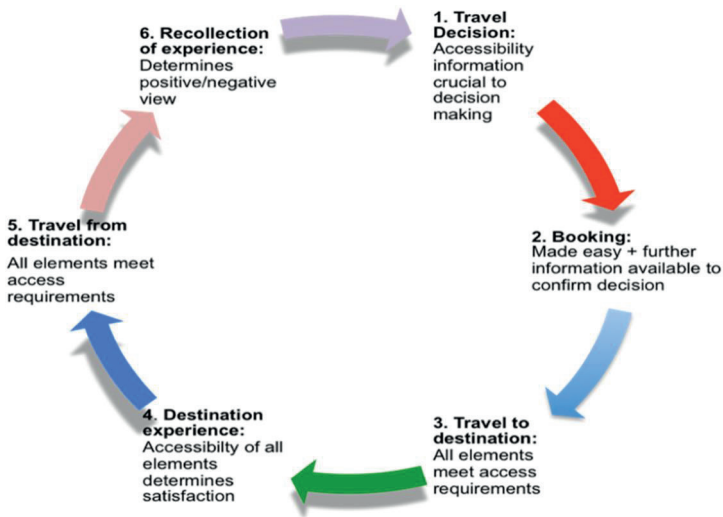 1. Travel
Decision:
Accessibility
information
crucial to
decision
making
2. Booking:
Made easy + further
information available to
confirm decision
3. Travel to
destination:
All elements
meet access
requirements
4. Destination
experience:
Accessibilty of all
elements
determines
satisfaction
5. Travel from
destination:
All elements meet
access
requirements
6. Recollection
of experience:
Determines
positive/negative
view